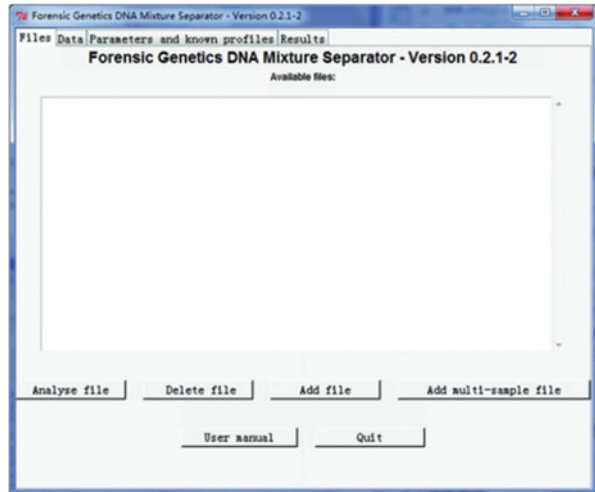 Forensic Genetics DNA Mixture Separator - Version 0.2.1-2
Files Data Parameters and known profiles Results
Forensic Genetics DNA Mixture Separator - Version 0.2.1-2
Available files:
Analyse file Delete file Add file Add multi-sample file
User manual Quit